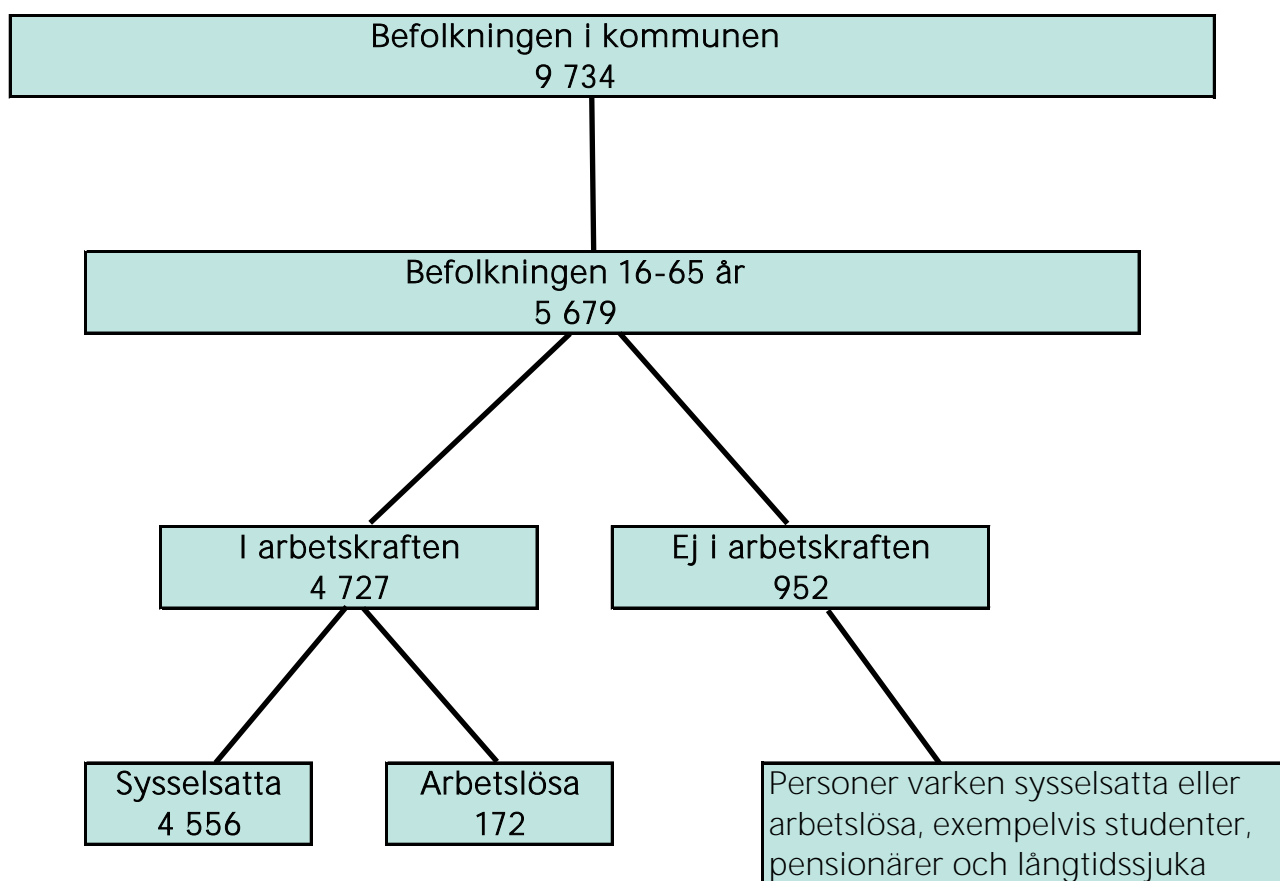 Befolkningen i kommunen
9 734
Befolkningen 16-65 år
5 679
I arbetskraften
4 727
Ej i arbetskraften
952
Sysselsatta
4 556
Arbetslösa
172
Personer varken sysselsatta eller
arbetslösa, exempelvis studenter,
pensionärer och långtidssjuka